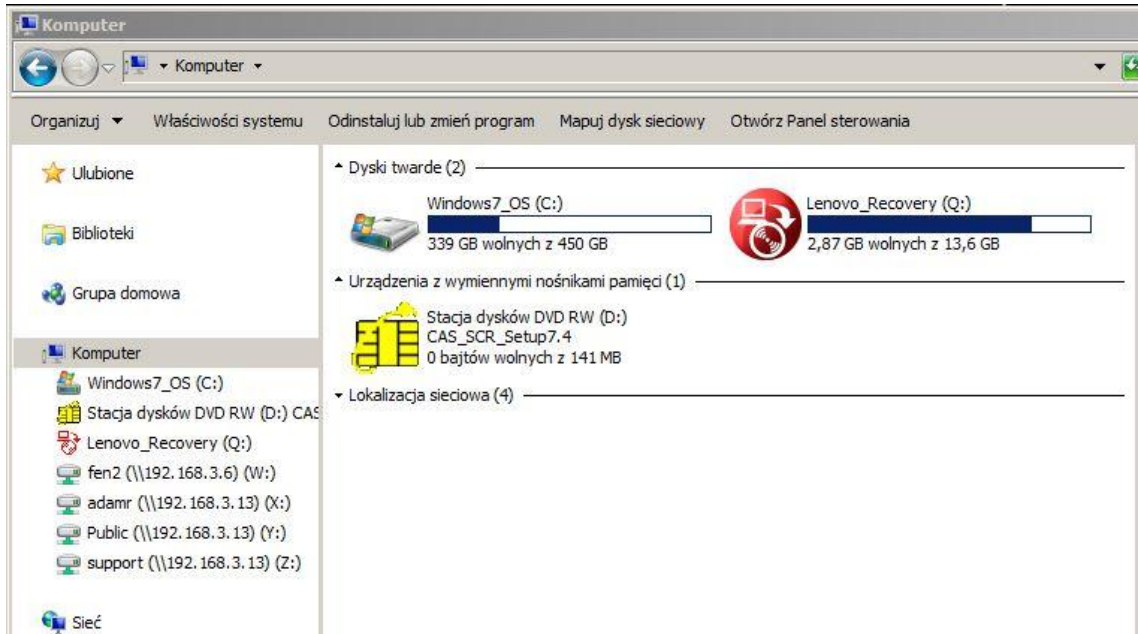 Komputer
Komputer
Organizuj Właściwości systemu Odinstaluj lub zmień program Mapuj dysk sieciowy Otwórz Panel sterowania
Ulubione
Biblioteki
Grupa domowa
Komputer
Windows7_OS (C:)
Stacja dysków DVD RW (D:) CAS
Lenovo_Recovery (Q:)
fen2 (\\192.168.3.6) (W:)
adamr (\\192.168.3.13) (X:)
Public (\\192.168.3.13) (Y:)
support (\\192.168.3.13) (Z:)
Sieć
Dyski twarde (2)
Windows7_OS (C:)
339 GB wolnych z 450 GB
Lenovo_Recovery (Q:)
2,87 GB wolnych z 13,6 GB
Urządzenia z wymiennymi nośnikami pamięci (1)
Stacja dysków DVD RW (D:)
CAS_SCR_Setup7.4
0 bajtów wolnych z 141 MB
Lokalizacja sieciowa (4)